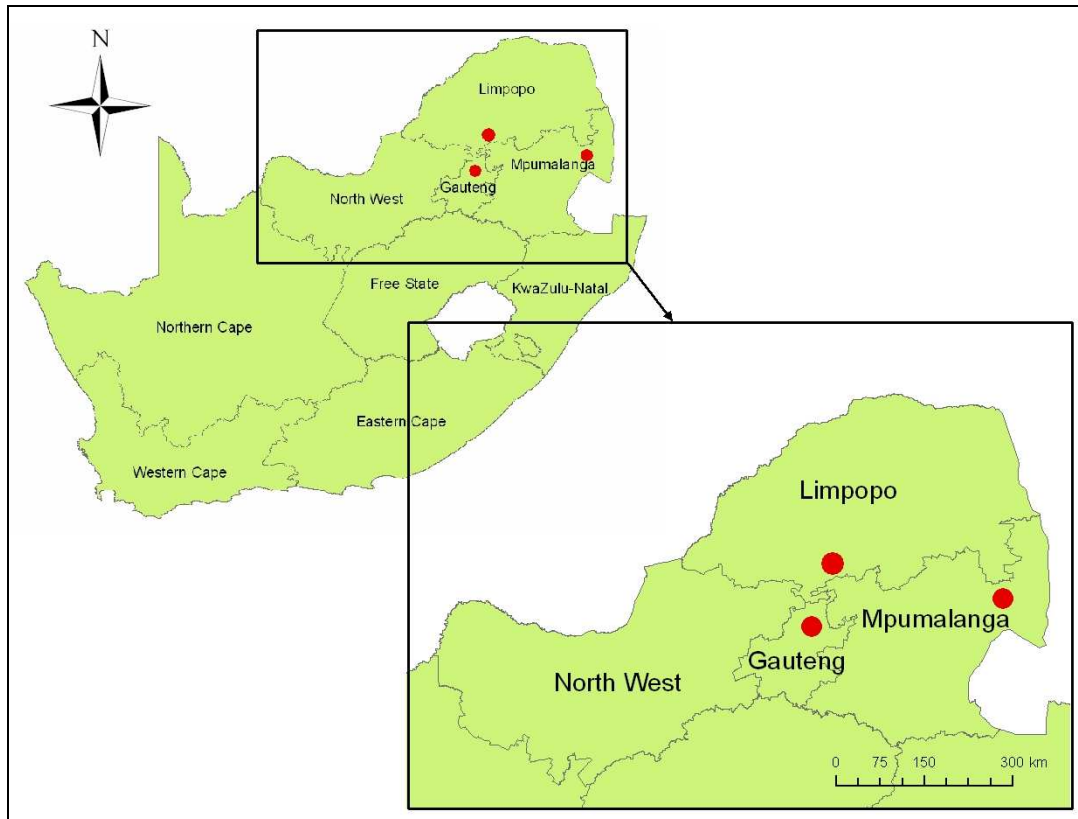 N
Limpopo
Mpumalanga
Gauteng
North West
Free State
KwaZulu-Natal
Northern Cape
Eastern Cape
Western Cape
Limpopo
Mpumalanga
Gauteng
North West
0 75 150 300 km